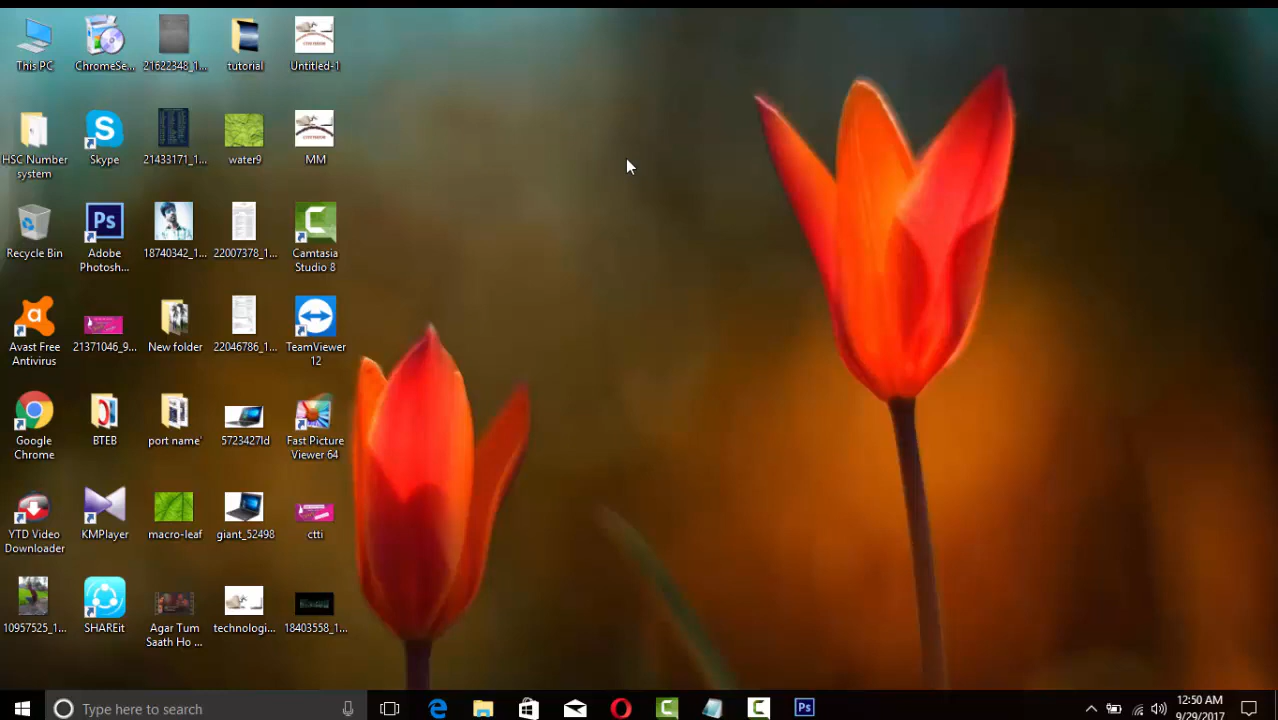 This PC
ChromeSe...
21622348_1...
tutorial
Untitled-1
HSC Number
system
Skype
21433171_1...
water9
MM
Recycle Bin
Ps
Adobe
Photosh...
18740342_1...
22007378_1...
Camtasia
Studio 8
Avast Free
Antivirus
21371046_9...
New folder
22046786_1...
TeamViewer
12
Google
Chrome
BTEB
port name'
5723427ld
Fast Picture
Viewer 64
YTD Video
Downloader
KMPlayer
macro-leaf
giant_52498
ctti
10957525_1...
SHAREit
Agar Tum
Saath Ho ...
technologi...
18403558_1...
Type here to search
Ps
12:50 AM
9/29/2017